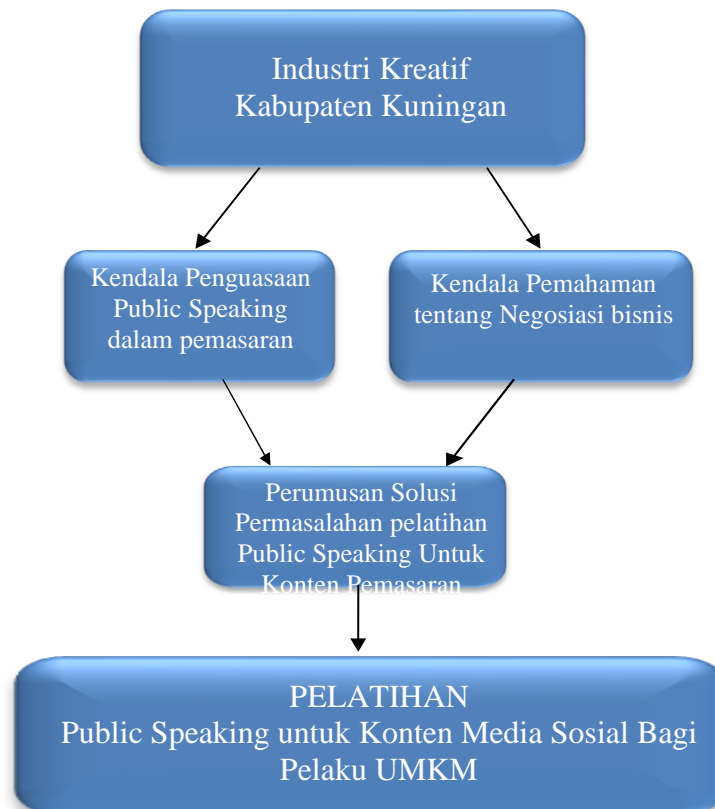 Industri Kreatif
Kabupaten Kuningan
Kendala Penguasaan
Public Speaking
dalam pemasaran
Kendala Pemahaman
tentang Negosiasi bisnis
Perumusan Solusi
Permasalahan pelatihan
Public Speaking Untuk
Konten Pemasaran
PELATIHAN
Public Speaking untuk Konten Media Sosial Bagi
Pelaku UMKM